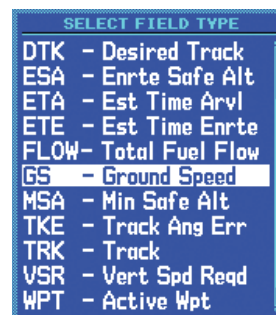 SELECT FIELD TYPE
DTK - Desired Track
ESA - Enrte Safe Alt
ETA - Est Time Arvl
ETE - Est Time Enrte
FLOW- Total Fuel Flow
GS - Ground Speed
MSA - Min Safe Alt
TKE - Track Ang Err
TRK - Track
VSR - Vert Spd Reqd
WPT - Active Wpt